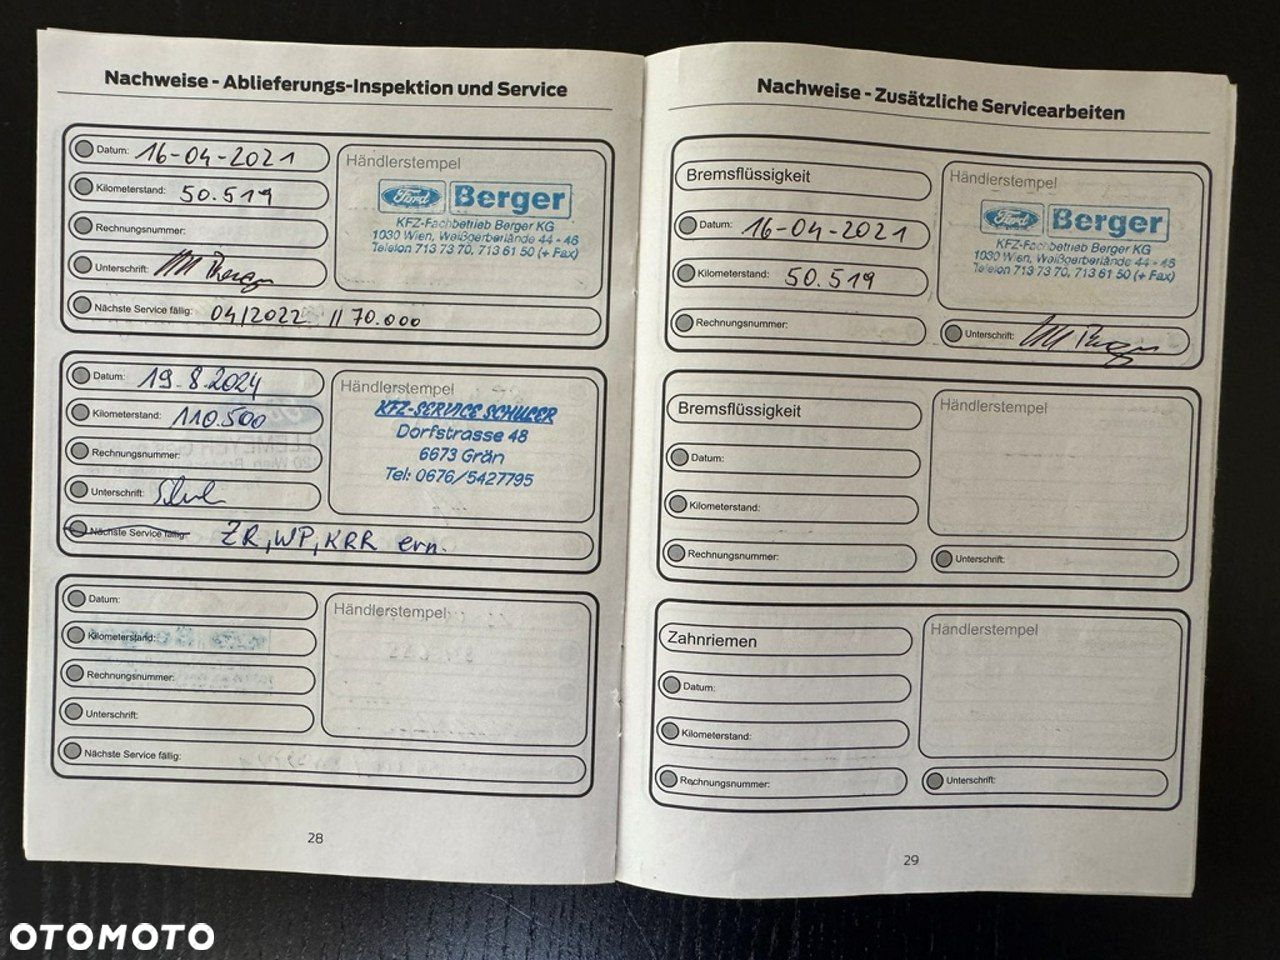 Nachweise - Ablieferungs-Inspektion und Service
Datum: 16-04-2021
Kilometerstand: 50.519
Rechnungsnummer:
Unterschrift:
Nächste Service fällig: 04/2022 // 70.000
Händlerstempel
Ford Berger
KFZ-Fachbetrieb Berger KG
1030 Wien, Weißgerberlände 44 - 46
Telefon 713 73 70, 713 61 50 (+ Fax)
Datum: 19.8.2024
Kilometerstand: 110.500
Rechnungsnummer:
Unterschrift:
Nächste Service fällig: ZR, WP, KRR ern.
Händlerstempel
KFZ-SERVICE SCHULER
Dorfstrasse 48
6673 Grän
Tel: 0676/5427795
Datum:
Kilometerstand:
Rechnungsnummer:
Unterschrift:
Nächste Service fällig:
Händlerstempel
28
Nachweise - Zusätzliche Servicearbeiten
Bremsflüssigkeit
Datum: 16-04-2021
Kilometerstand: 50.519
Rechnungsnummer:
Händlerstempel
Ford Berger
KFZ-Fachbetrieb Berger KG
1030 Wien, Weißgerberlände 44 - 46
Telefon 713 73 70, 713 61 50 (+ Fax)
Unterschrift:
Bremsflüssigkeit
Datum:
Kilometerstand:
Rechnungsnummer:
Händlerstempel
Unterschrift:
Zahnriemen
Datum:
Kilometerstand:
Rechnungsnummer:
Händlerstempel
Unterschrift:
29
OTOMOTO